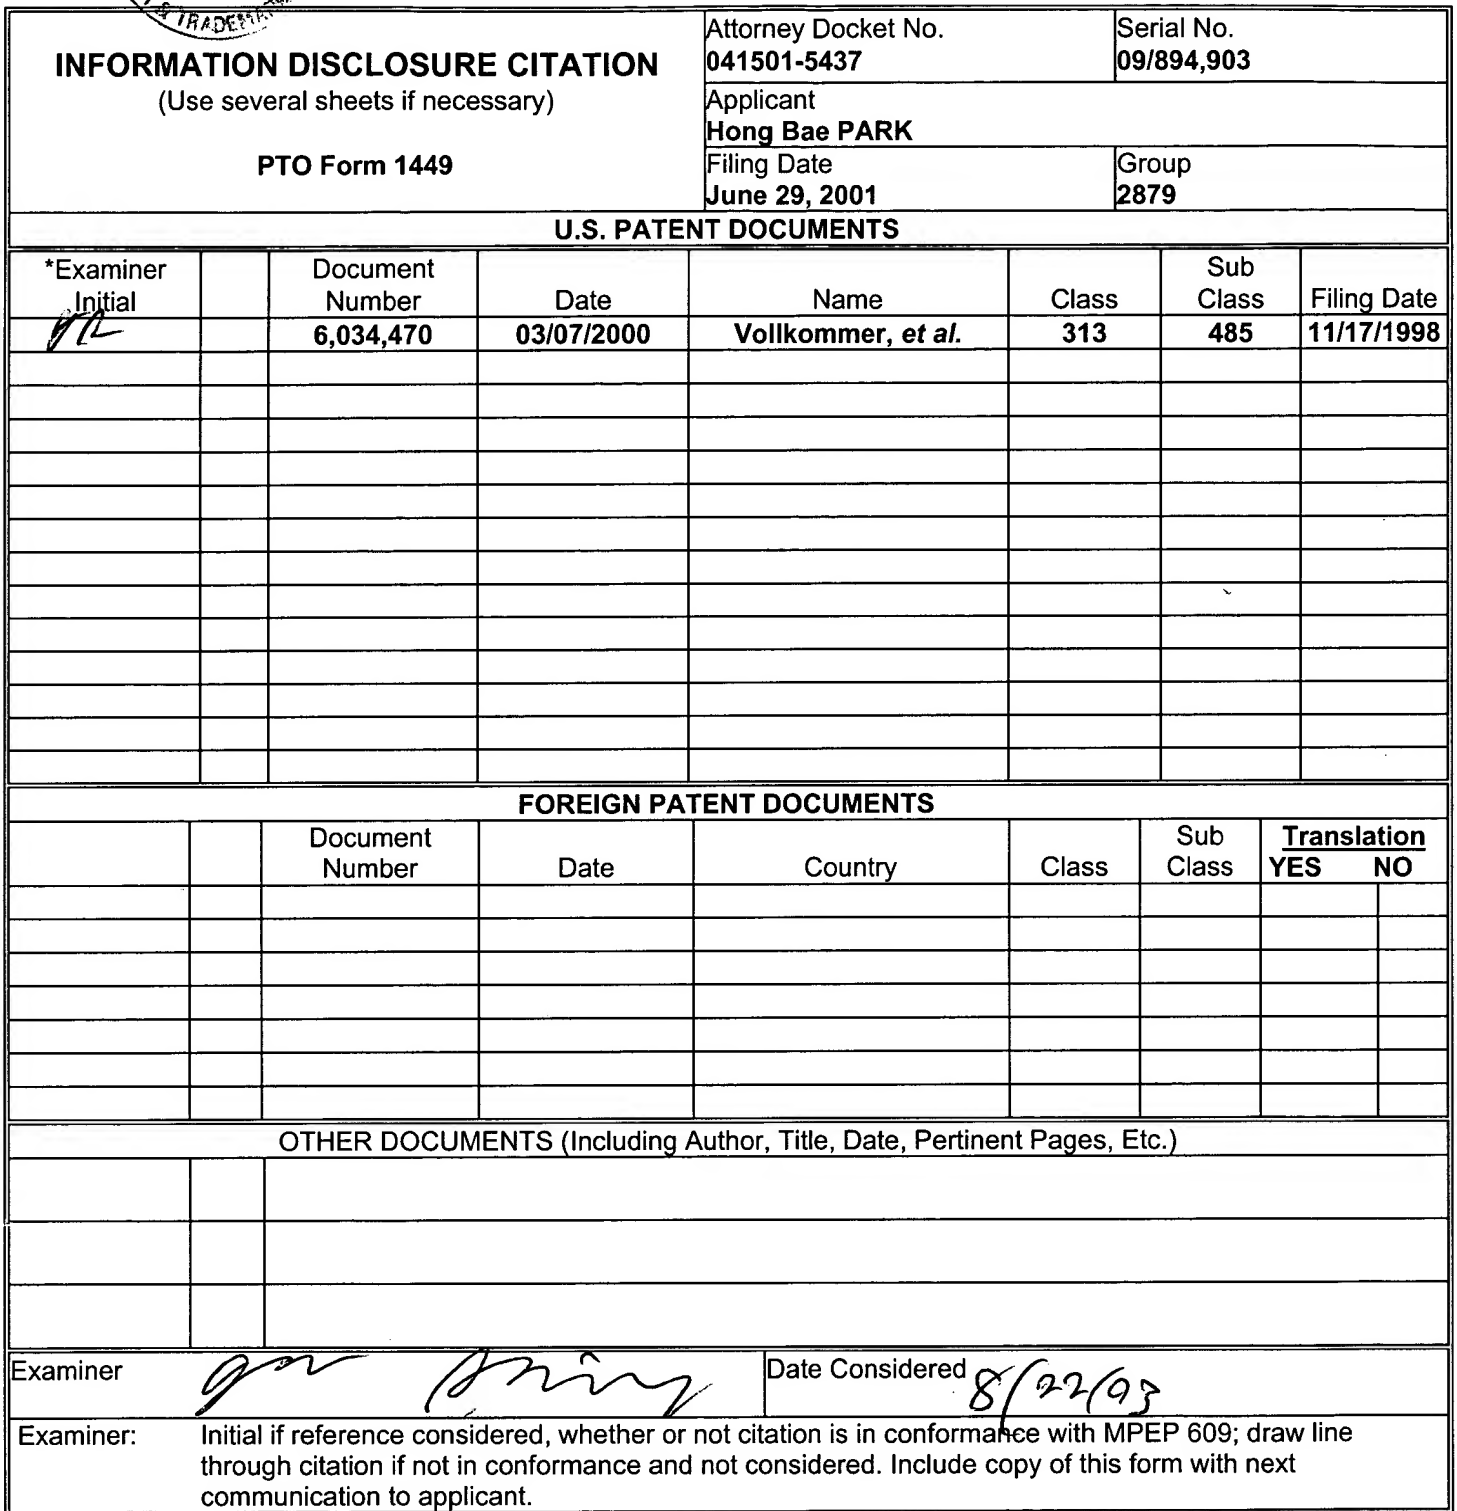 & TRADEMA
INFORMATION DISCLOSURE CITATION
(Use several sheets if necessary)
PTO Form 1449
Attorney Docket No.
041501-5437
Serial No.
09/894,903
Applicant
Hong Bae PARK
Filing Date
June 29, 2001
Group
2879
U.S. PATENT DOCUMENTS
*Examiner
Initial
Document
Number
Date
Name
Class
Sub
Class
Filing Date
6,034,470 03/07/2000 Vollkommer, et al. 313 485 11/17/1998
FOREIGN PATENT DOCUMENTS
Document
Number
Date
Country
Class
Sub
Class
Translation
YES NO
OTHER DOCUMENTS (Including Author, Title, Date, Pertinent Pages, Etc.)
Examiner
Date Considered 8/22/03
Examiner: Initial if reference considered, whether or not citation is in conformance with MPEP 609; draw line
through citation if not in conformance and not considered. Include copy of this form with next
communication to applicant.